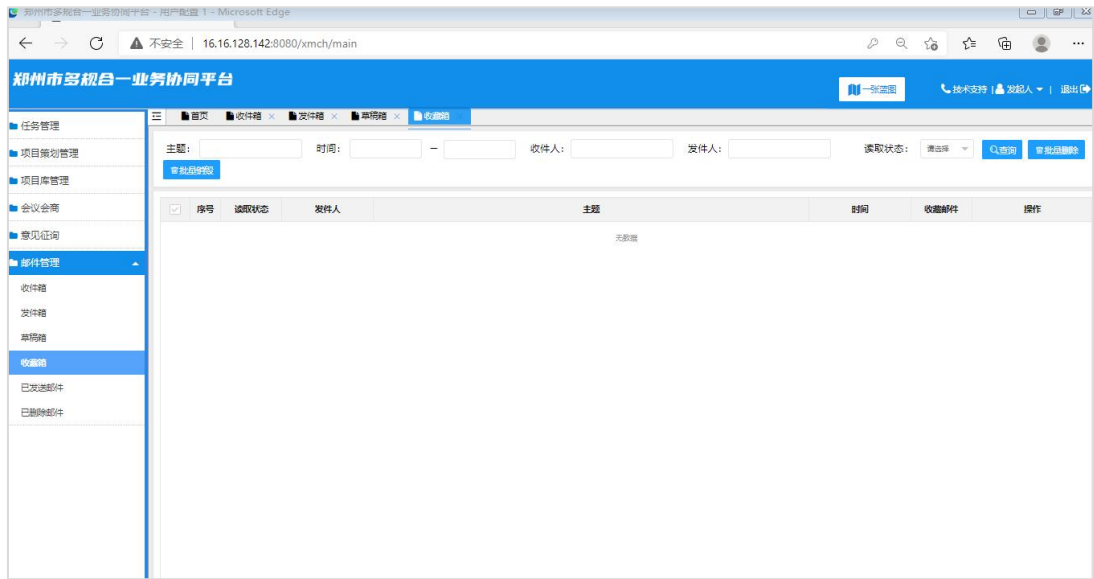 郑州市多规合一业务协同平台 - 用户配置 1 - Microsoft Edge
不安全 | 16.16.128.142:8080/xmch/main
郑州市多规合一业务协同平台
一张蓝图
技术支持 | 发起人 | 退出
首页 收件箱 × 发件箱 × 草稿箱 × 收藏箱
任务管理
项目策划管理
项目库管理
会议会商
意见征询
邮件管理
收件箱
发件箱
草稿箱
收藏箱
已发送邮件
已删除邮件
主题: 时间: — 收件人: 发件人: 读取状态: 请选择 查询 批量删除
序号 读取状态 发件人 主题 时间 收藏邮件 操作
无数据